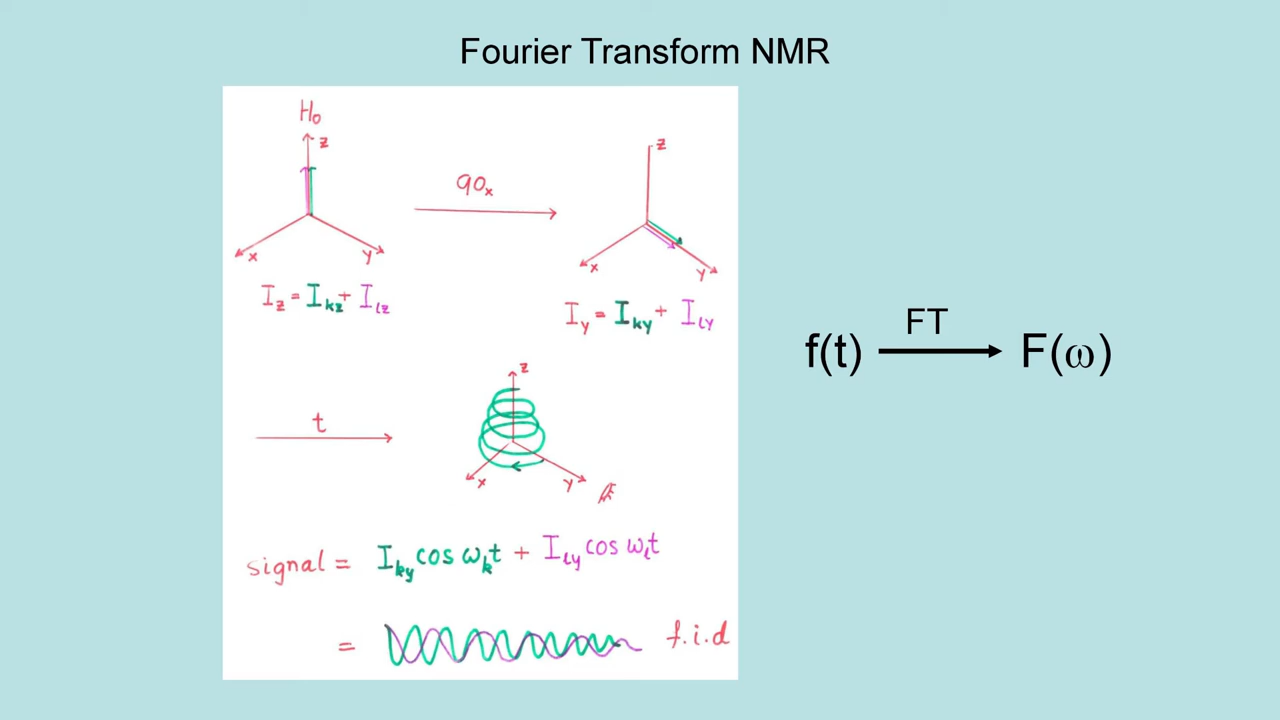 Fourier Transform NMR
H₀
z
x
y
90ₓ
z
x
y
I_z = I_kz + I_lz
I_y = I_ky + I_ly
t
z
x
y
signal = I_ky cos ω_k t + I_ly cos ω_l t
= f.i.d
FT
f(t) F(ω)